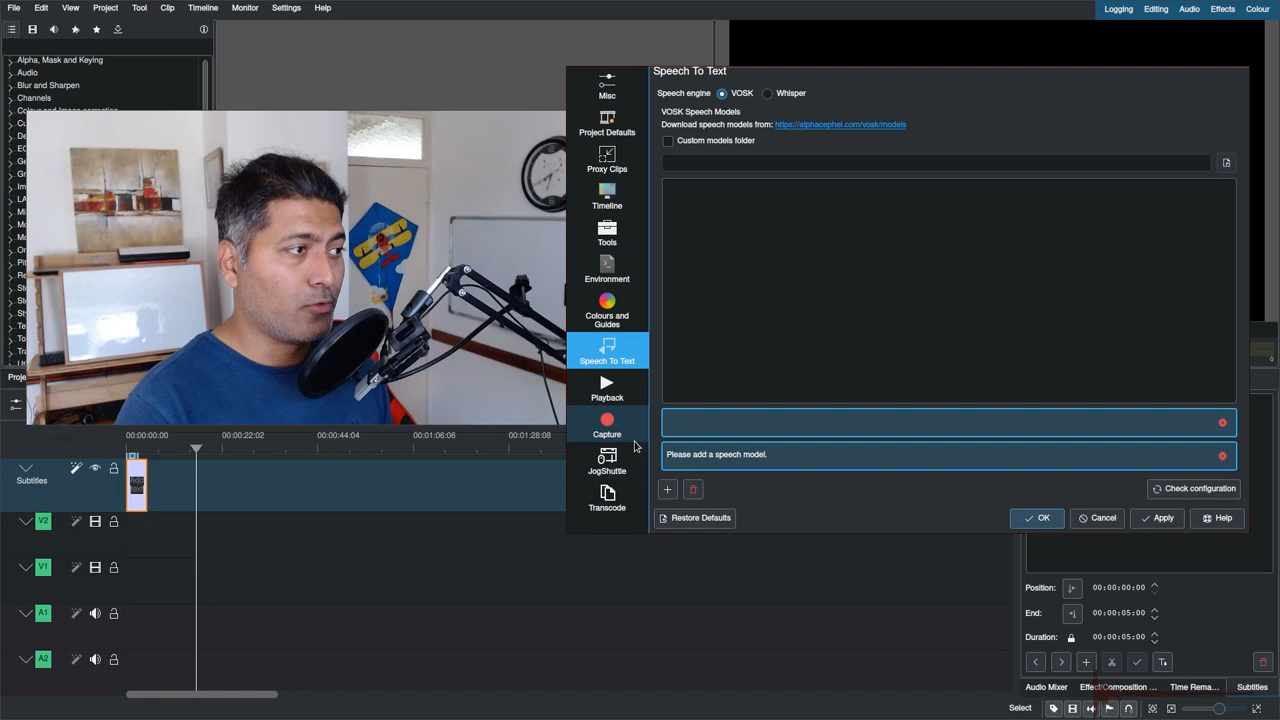 File Edit View Project Tool Clip Timeline Monitor Settings Help
Logging Editing Audio Effects Colour
Alpha, Mask and Keying
Audio
Blur and Sharpen
Channels
Speech To Text
Misc
Project Defaults
Proxy Clips
Timeline
Tools
Environment
Colours and
Guides
Speech To Text
Playback
Capture
JogShuttle
Transcode
Speech engine VOSK Whisper
VOSK Speech Models
Download speech models from: https://alphacephei.com/vosk/models
Custom models folder
Please add a speech model.
Check configuration
Restore Defaults OK Cancel Apply Help
0
00:00:00:00 00:00:22:02 00:00:44:04 00:01:06:06 00:01:28:08
Subtitles
V2
V1
A1
A2
Position: 00:00:00:00
End: 00:00:05:00
Duration: 00:00:05:00
Audio Mixer Effect/Composition ... Time Rema... Subtitles
Select